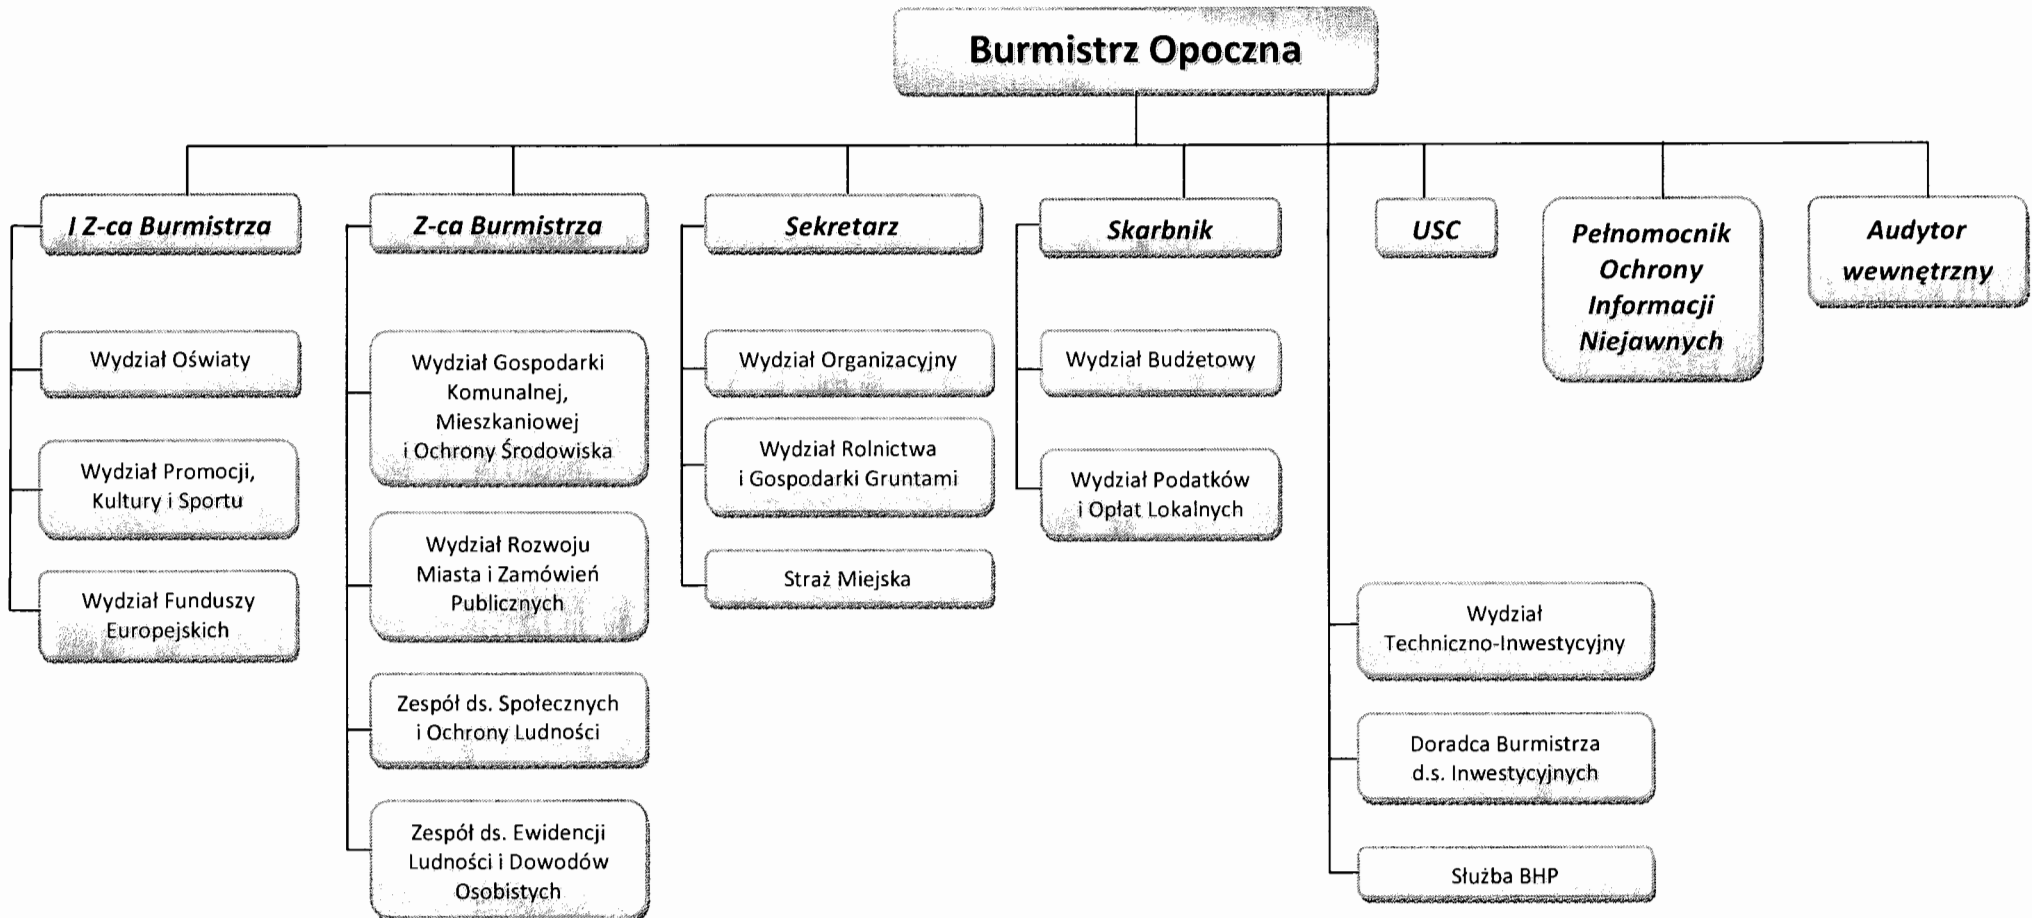 Burmistrz Opoczna
I Z-ca Burmistrza
Z-ca Burmistrza
Sekretarz
Skarbnik
USC
Pełnomocnik
Ochrony
Informacji
Niejawnych
Audytor
wewnętrzny
Wydział Oświaty
Wydział Promocji,
Kultury i Sportu
Wydział Funduszy
Europejskich
Wydział Gospodarki
Komunalnej,
Mieszkaniowej
i Ochrony Środowiska
Wydział Rozwoju
Miasta i Zamówień
Publicznych
Zespół ds. Społecznych
i Ochrony Ludności
Zespół ds. Ewidencji
Ludności i Dowodów
Osobistych
Wydział Organizacyjny
Wydział Rolnictwa
i Gospodarki Gruntami
Straż Miejska
Wydział Budżetowy
Wydział Podatków
i Opłat Lokalnych
Wydział
Techniczno-Inwestycyjny
Doradca Burmistrza
d.s. Inwestycyjnych
Służba BHP